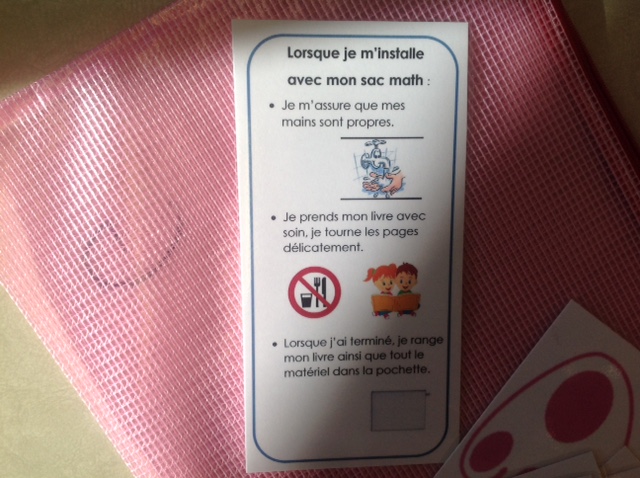 Lorsque je m'installe
avec mon sac math :
• Je m'assure que mes
mains sont propres.
• Je prends mon livre avec
soin, je tourne les pages
délicatement.
• Lorsque j'ai terminé, je range
mon livre ainsi que tout le
matériel dans la pochette.